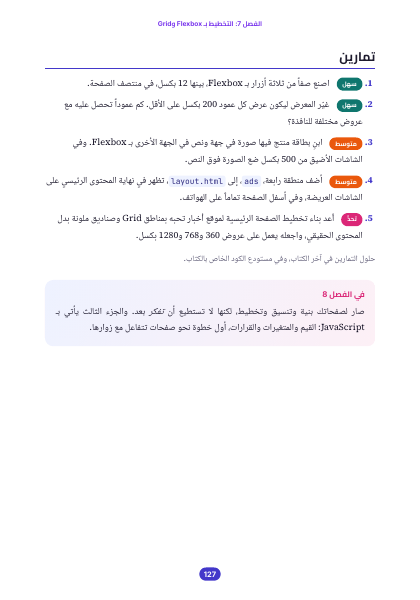 الفصل 7: التخطيط بـ Flexbox وGrid
تمارين
1. سهل اصنع صفاً من ثلاثة أزرار بـ Flexbox، بينها 12 بكسل، في منتصف الصفحة.
2. سهل غيّر المعرض ليكون عرض كل عمود 200 بكسل على الأقل. كم عموداً تحصل عليه مع
عروض مختلفة للنافذة؟
3. متوسط ابنِ بطاقة منتج فيها صورة في جهة ونص في الجهة الأخرى بـ Flexbox. وفي
الشاشات الأضيق من 500 بكسل ضع الصورة فوق النص.
4. متوسط أضف منطقة رابعة، ads، إلى layout.html، تظهر في نهاية المحتوى الرئيسي على
الشاشات العريضة، وفي أسفل الصفحة تماماً على الهواتف.
5. تحدٍّ أعد بناء تخطيط الصفحة الرئيسية لموقع أخبار تحبه بمناطق Grid وصناديق ملونة بدل
المحتوى الحقيقي، واجعله يعمل على عروض 360 و768 و1280 بكسل.
حلول التمارين في آخر الكتاب، وفي مستودع الكود الخاص بالكتاب.
في الفصل 8
صار لصفحاتك بنية وتنسيق وتخطيط، لكنها لا تستطيع أن تفكر بعد. والجزء الثالث يأتي بـ
JavaScript: القيم والمتغيرات والقرارات، أول خطوة نحو صفحات تتفاعل مع زوارها.
127